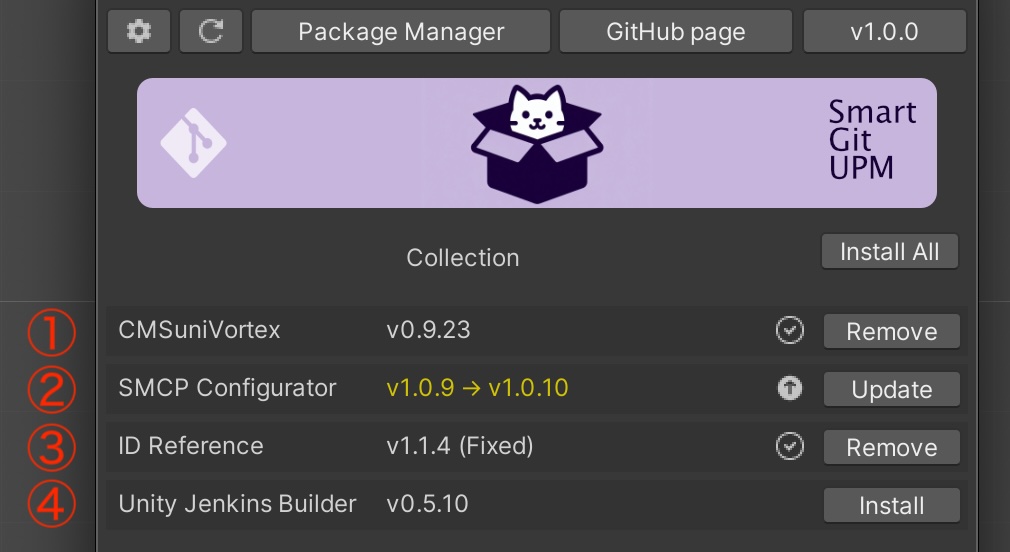 Package Manager GitHub page v1.0.0
Smart
Git
UPM
Collection Install All
① CMSuniVortex v0.9.23 Remove
② SMCP Configurator v1.0.9 → v1.0.10 Update
③ ID Reference v1.1.4 (Fixed) Remove
④ Unity Jenkins Builder v0.5.10 Install